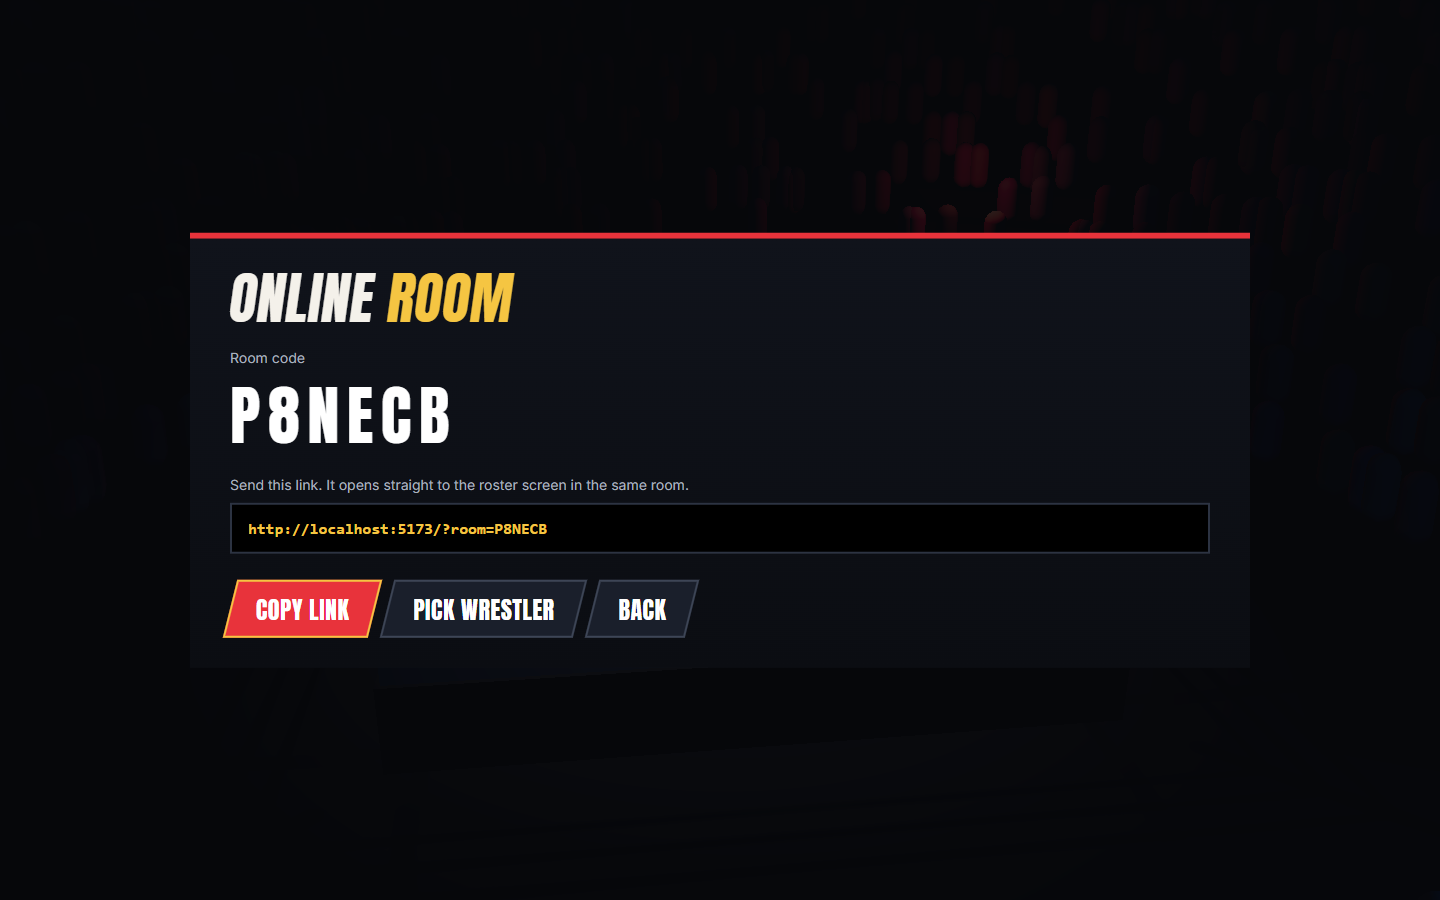 ONLINE ROOM
Room code
P8NECB
Send this link. It opens straight to the roster screen in the same room.
http://localhost:5173/?room=P8NECB
COPY LINK PICK WRESTLER BACK